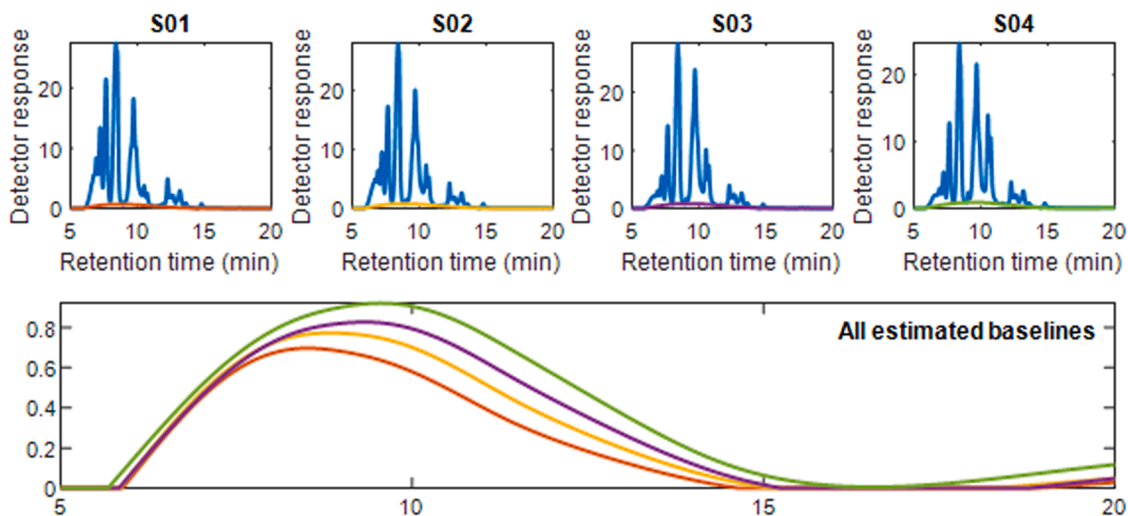 S01 S02 S03 S04
Detector response Detector response Detector response Detector response
20 20 20 20
10 10 10 10
0 0 0 0
5 10 15 20 5 10 15 20 5 10 15 20 5 10 15 20
Retention time (min) Retention time (min) Retention time (min) Retention time (min)
All estimated baselines
0.8
0.6
0.4
0.2
0
5 10 15 20